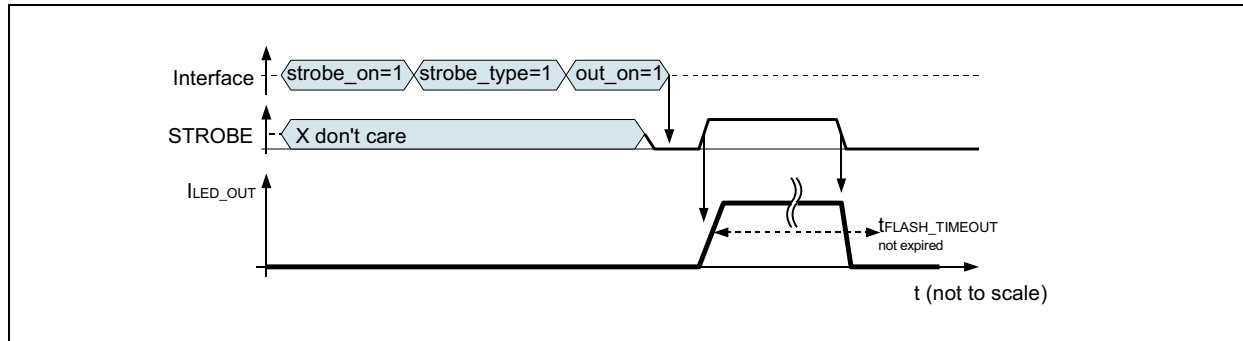 Interface
strobe_on=1 strobe_type=1 out_on=1
STROBE
X don't care
ILED_OUT
tFLASH_TIMEOUT
not expired
t (not to scale)